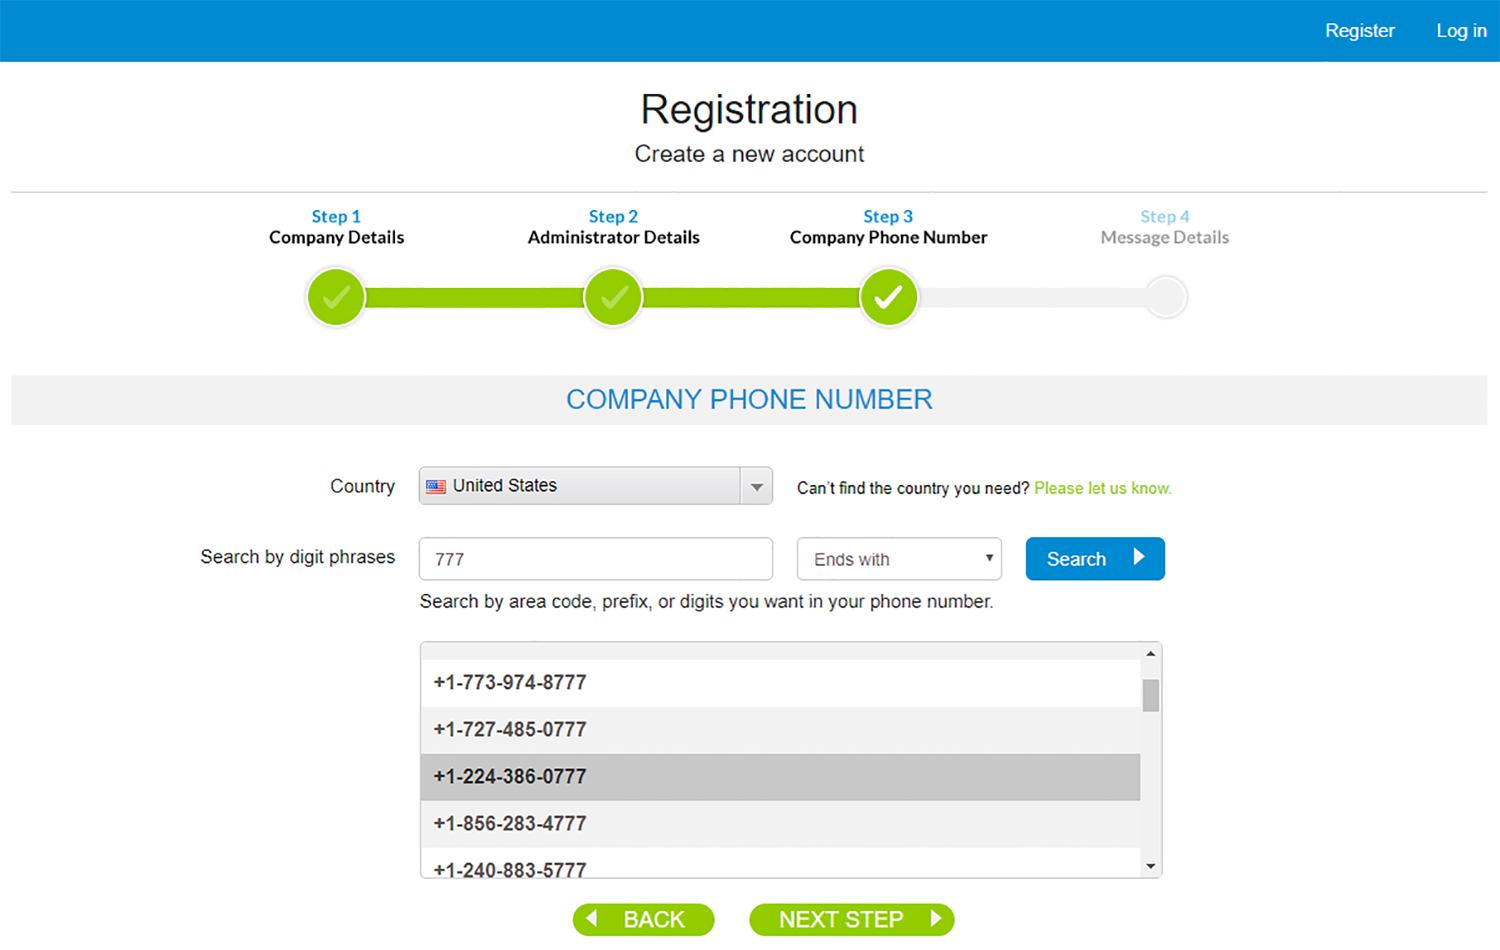 Register Log in
Registration
Create a new account
Step 1 Step 2 Step 3 Step 4
Company Details Administrator Details Company Phone Number Message Details
COMPANY PHONE NUMBER
Country United States Can't find the country you need? Please let us know.
Search by digit phrases 777 Ends with Search
Search by area code, prefix, or digits you want in your phone number.
+1-773-974-8777
+1-727-485-0777
+1-224-386-0777
+1-856-283-4777
+1-240-883-5777
BACK NEXT STEP